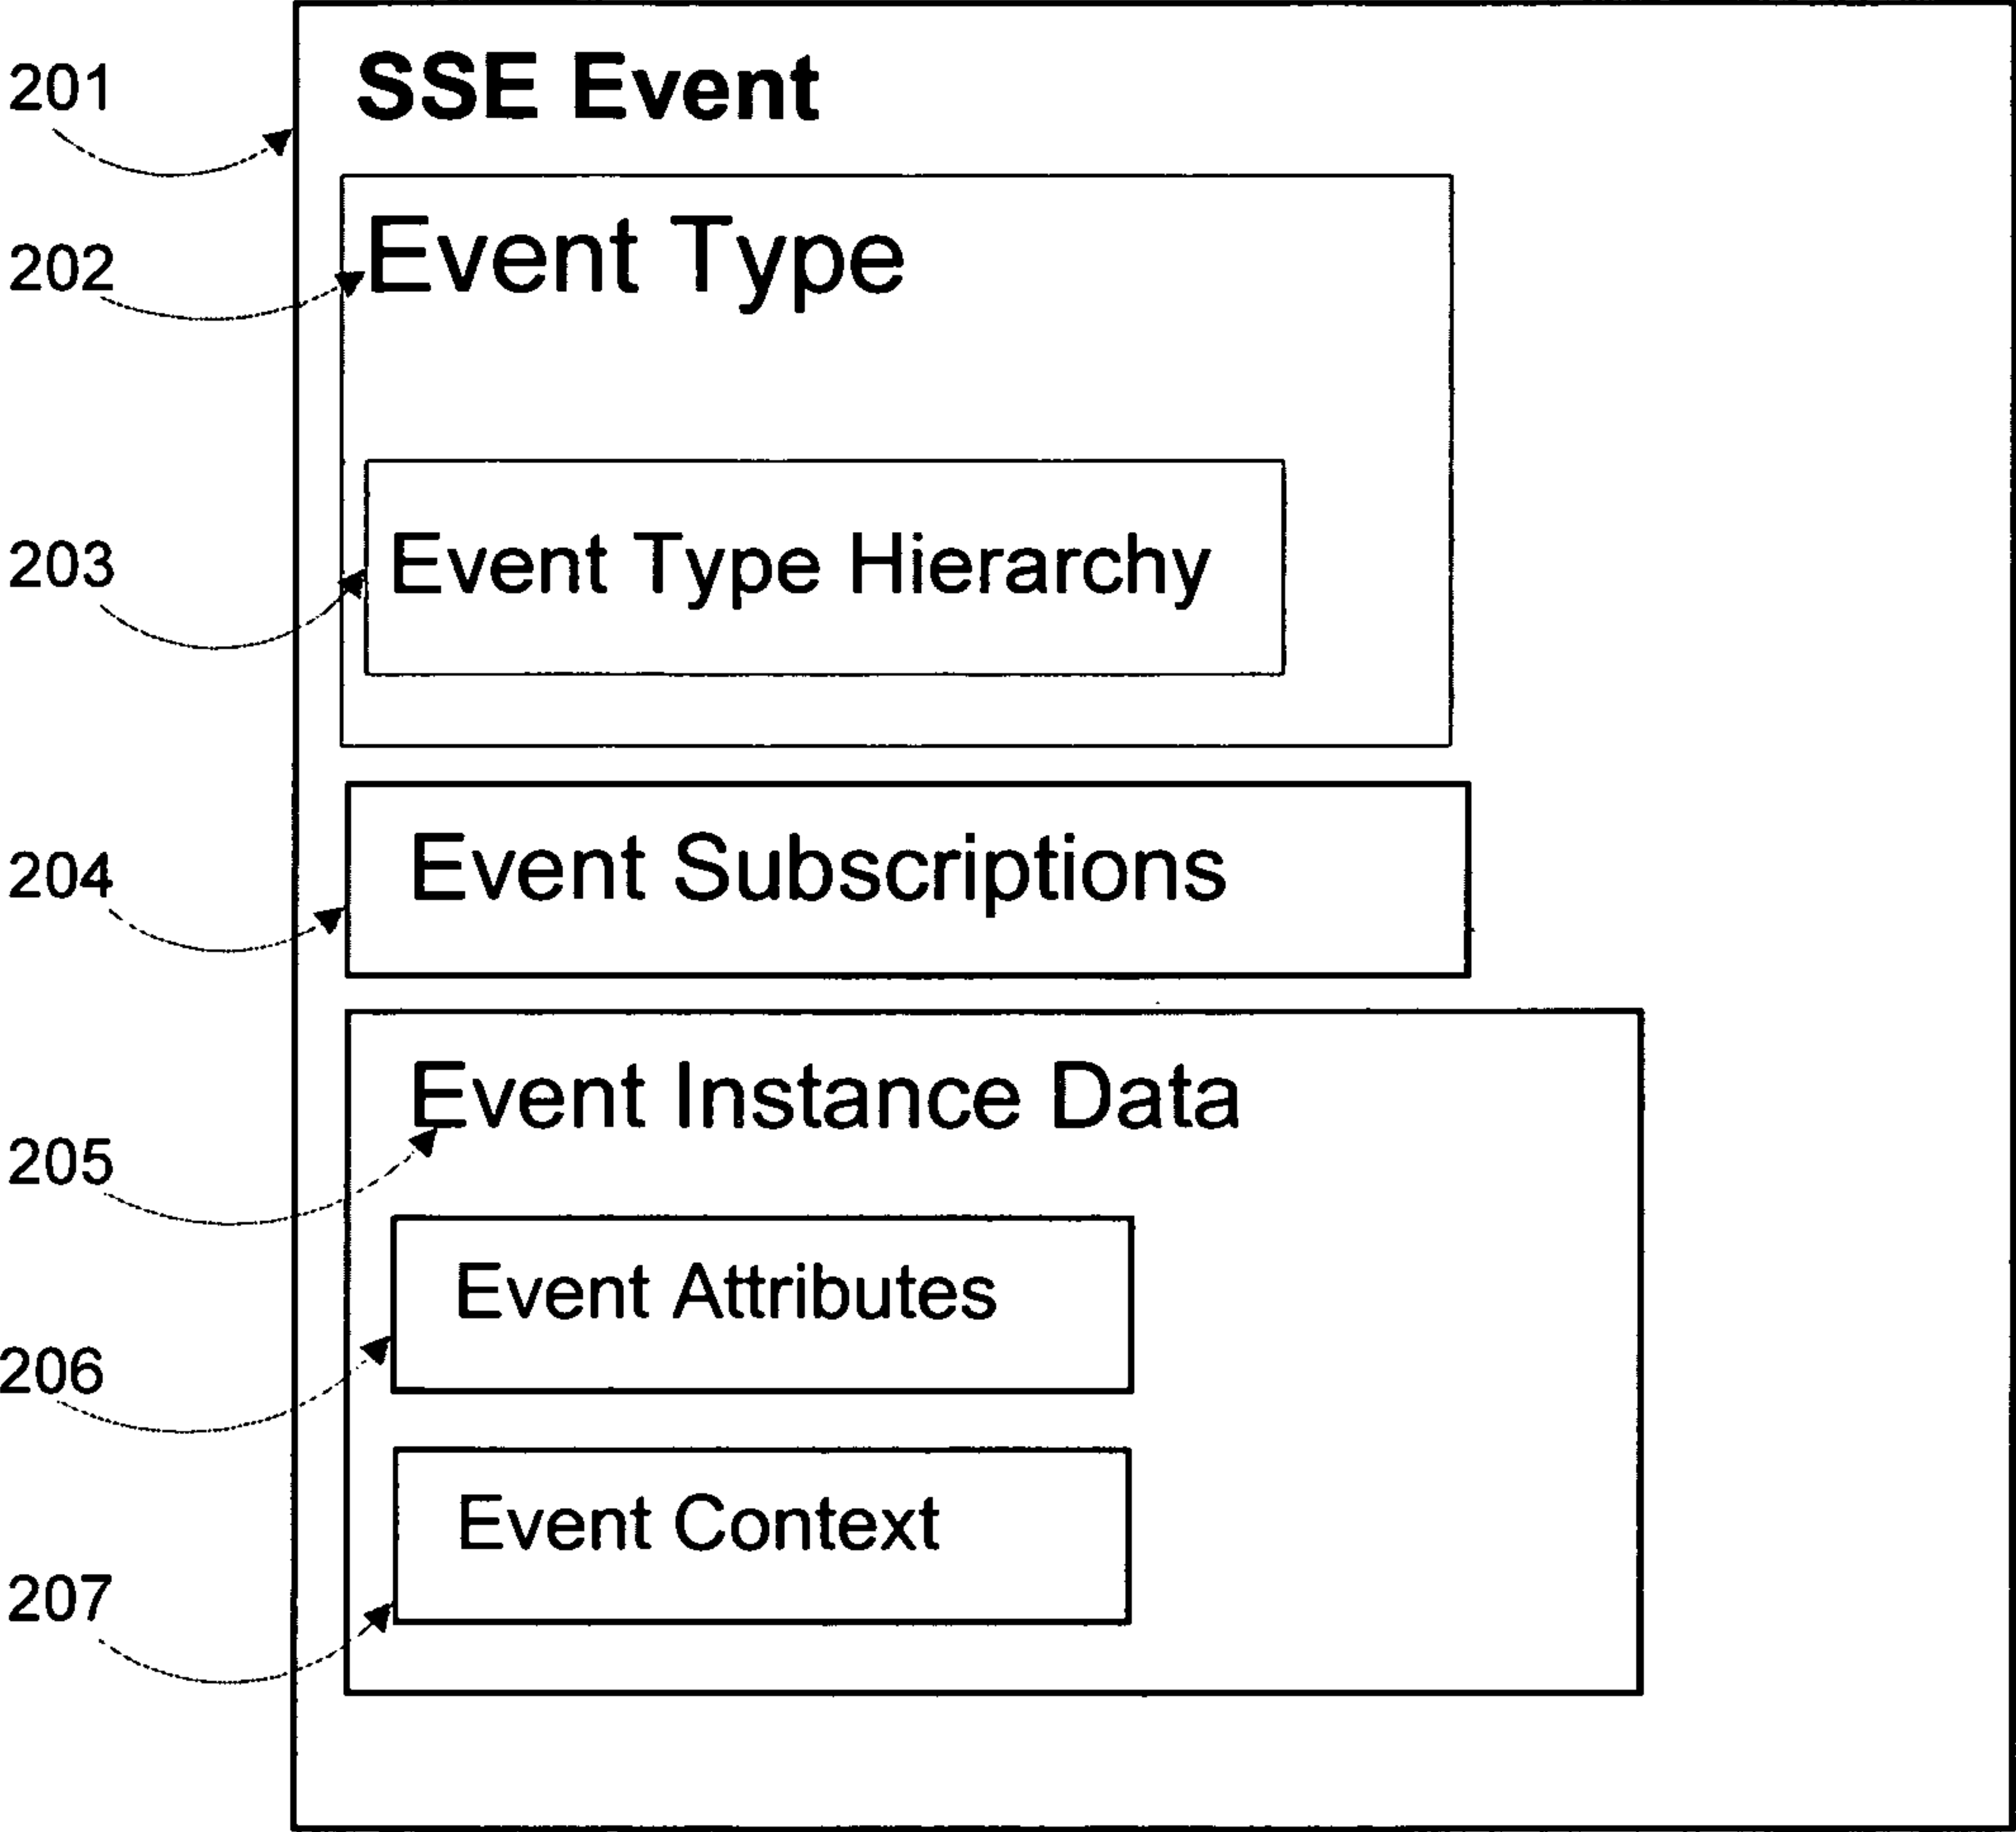 201
SSE Event
202
Event Type
203
Event Type Hierarchy
204
Event Subscriptions
Event Instance Data
205
Event Attributes
206
Event Context
207